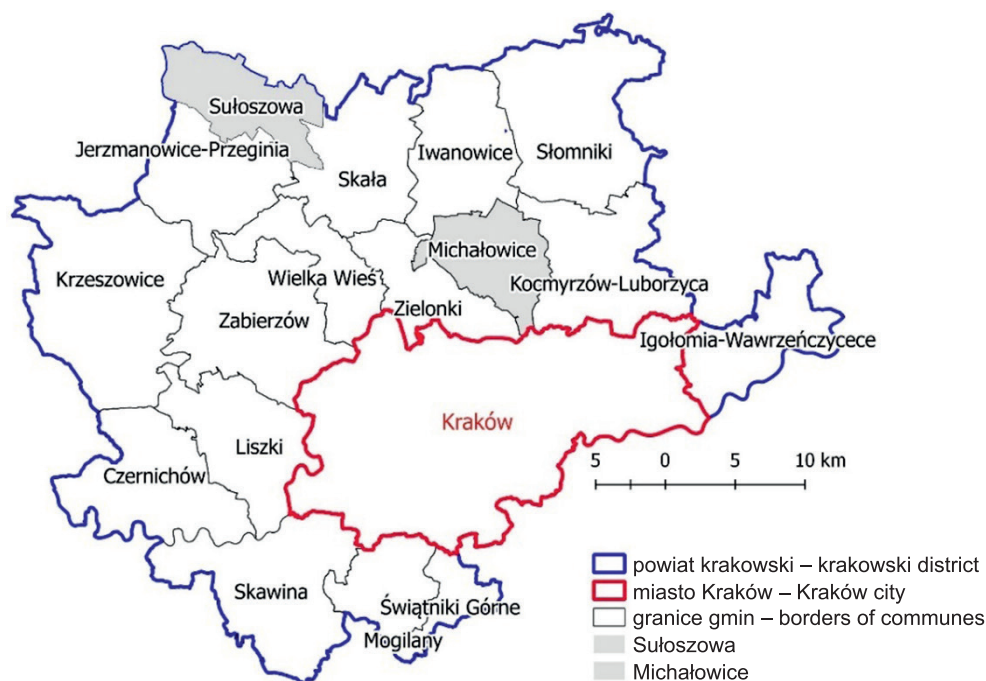 Sułoszowa
Jerzmanowice-Przeginia
Iwanowice
Słomniki
Skała
Michałowice
Krzeszowice
Wielka Wieś
Kocmyrzów-Luborzyca
Zielonki
Zabierzów
Igołomia-Wawrzeńczycece
Kraków
Liszki
Czernichów
5 0 5 10 km
Skawina
Świątniki Górne
Mogilany
powiat krakowski – krakowski district
miasto Kraków – Kraków city
granice gmin – borders of communes
Sułoszowa
Michałowice